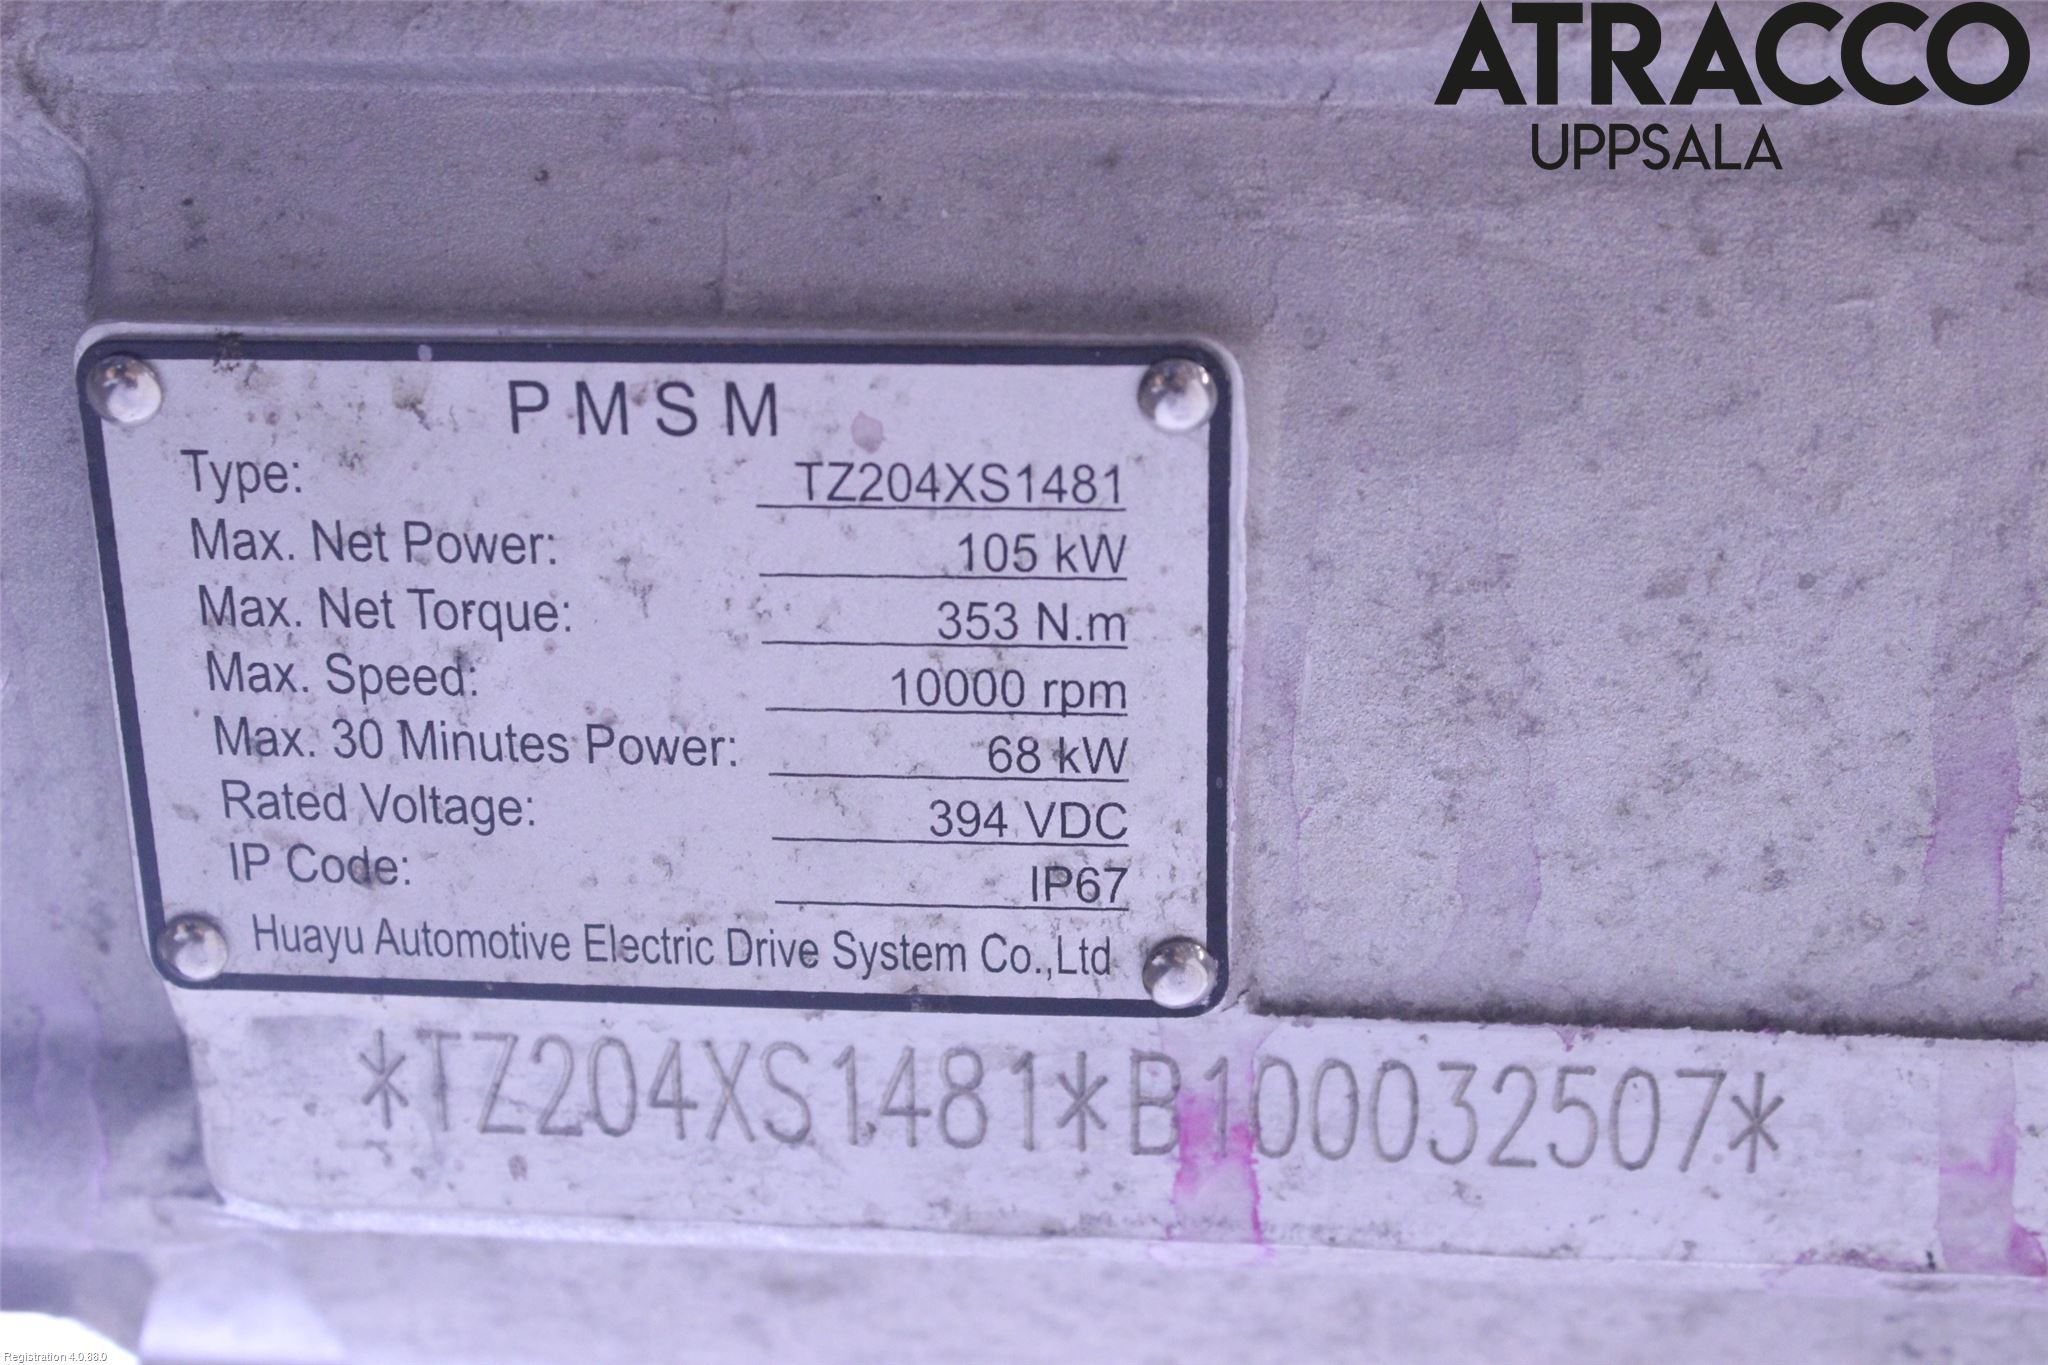 ATRACCO
UPPSALA
PMSM
Type: TZ204XS1481
Max. Net Power: 105 kW
Max. Net Torque: 353 N.m
Max. Speed: 10000 rpm
Max. 30 Minutes Power: 68 kW
Rated Voltage: 394 VDC
IP Code: IP67
Huayu Automotive Electric Drive System Co.,Ltd
*TZ204XS1481*B100032507*
Registration 4.0.88.0